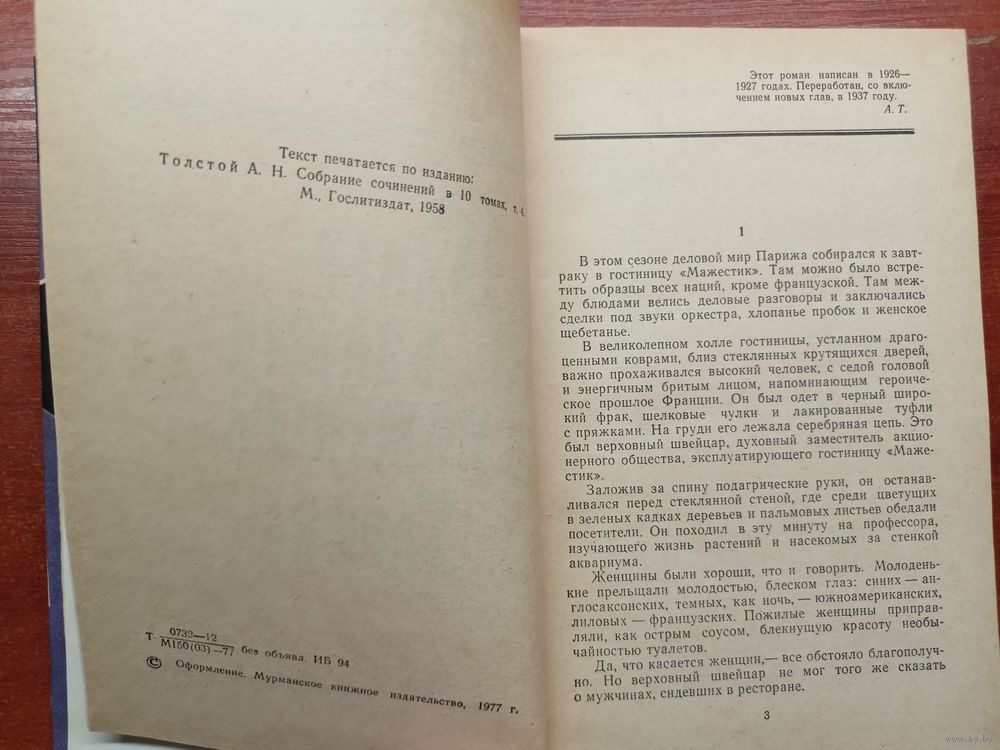 Текст печатается по изданию:
Толстой А. Н. Собрание сочинений в 10 томах, т. 4.
М., Гослитиздат, 1958
Т 0732—12
М150(03)—77 без объявл. ИБ 94
© Оформление. Мурманское книжное издательство, 1977 г.
Этот роман написан в 1926—
1927 годах. Переработан, со вклю-
чением новых глав, в 1937 году.
А. Т.
1
В этом сезоне деловой мир Парижа собирался к завт-
раку в гостиницу «Мажестик». Там можно было встре-
тить образцы всех наций, кроме французской. Там меж-
ду блюдами велись деловые разговоры и заключались
сделки под звуки оркестра, хлопанье пробок и женское
щебетанье.
В великолепном холле гостиницы, устланном драго-
ценными коврами, близ стеклянных крутящихся дверей,
важно прохаживался высокий человек, с седой головой
и энергичным бритым лицом, напоминающим героиче-
ское прошлое Франции. Он был одет в черный широ-
кий фрак, шелковые чулки и лакированные туфли
с пряжками. На груди его лежала серебряная цепь. Это
был верховный швейцар, духовный заместитель акцио-
нерного общества, эксплуатирующего гостиницу «Маже-
стик».
Заложив за спину подагрические руки, он останав-
ливался перед стеклянной стеной, где среди цветущих
в зеленых кадках деревьев и пальмовых листьев обедали
посетители. Он походил в эту минуту на профессора,
изучающего жизнь растений и насекомых за стенкой
аквариума.
Женщины были хороши, что и говорить. Молодень-
кие прельщали молодостью, блеском глаз: синих — ан-
глосаксонских, темных, как ночь, — южноамериканских,
лиловых — французских. Пожилые женщины приправ-
ляли, как острым соусом, блекнущую красоту необы-
чайностью туалетов.
Да, что касается женщин, — все обстояло благополуч-
но. Но верховный швейцар не мог того же сказать
о мужчинах, сидевших в ресторане.
3
www.ay.by